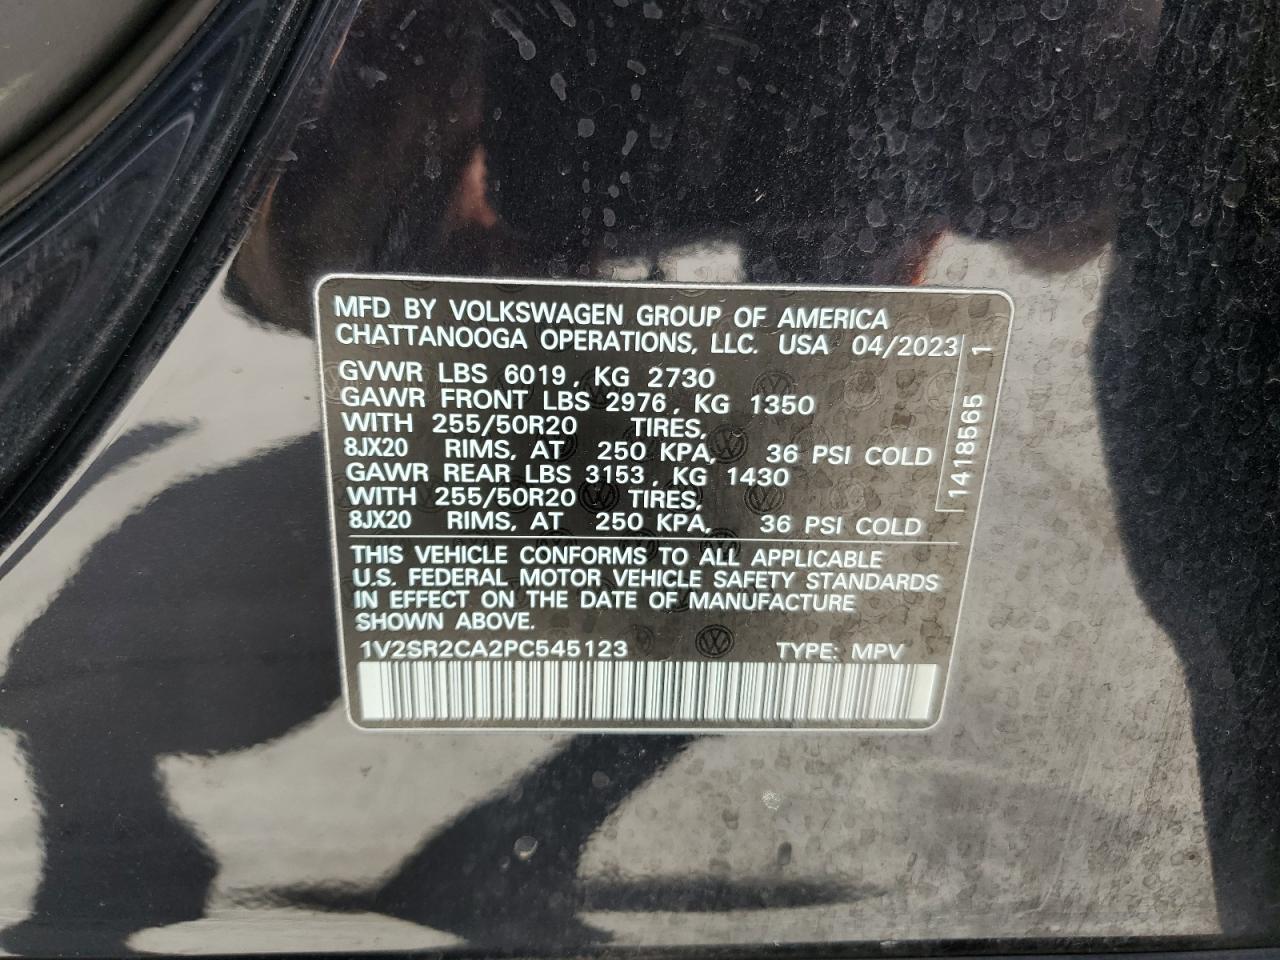 MFD BY VOLKSWAGEN GROUP OF AMERICA
CHATTANOOGA OPERATIONS, LLC. USA 04/2023
GVWR LBS 6019, KG 2730
GAWR FRONT LBS 2976, KG 1350
WITH 255/50R20 TIRES,
8JX20 RIMS, AT 250 KPA, 36 PSI COLD
GAWR REAR LBS 3153, KG 1430
WITH 255/50R20 TIRES,
8JX20 RIMS, AT 250 KPA, 36 PSI COLD
1418565 1
THIS VEHICLE CONFORMS TO ALL APPLICABLE
U.S. FEDERAL MOTOR VEHICLE SAFETY STANDARDS
IN EFFECT ON THE DATE OF MANUFACTURE
SHOWN ABOVE.
1V2SR2CA2PC545123 TYPE: MPV